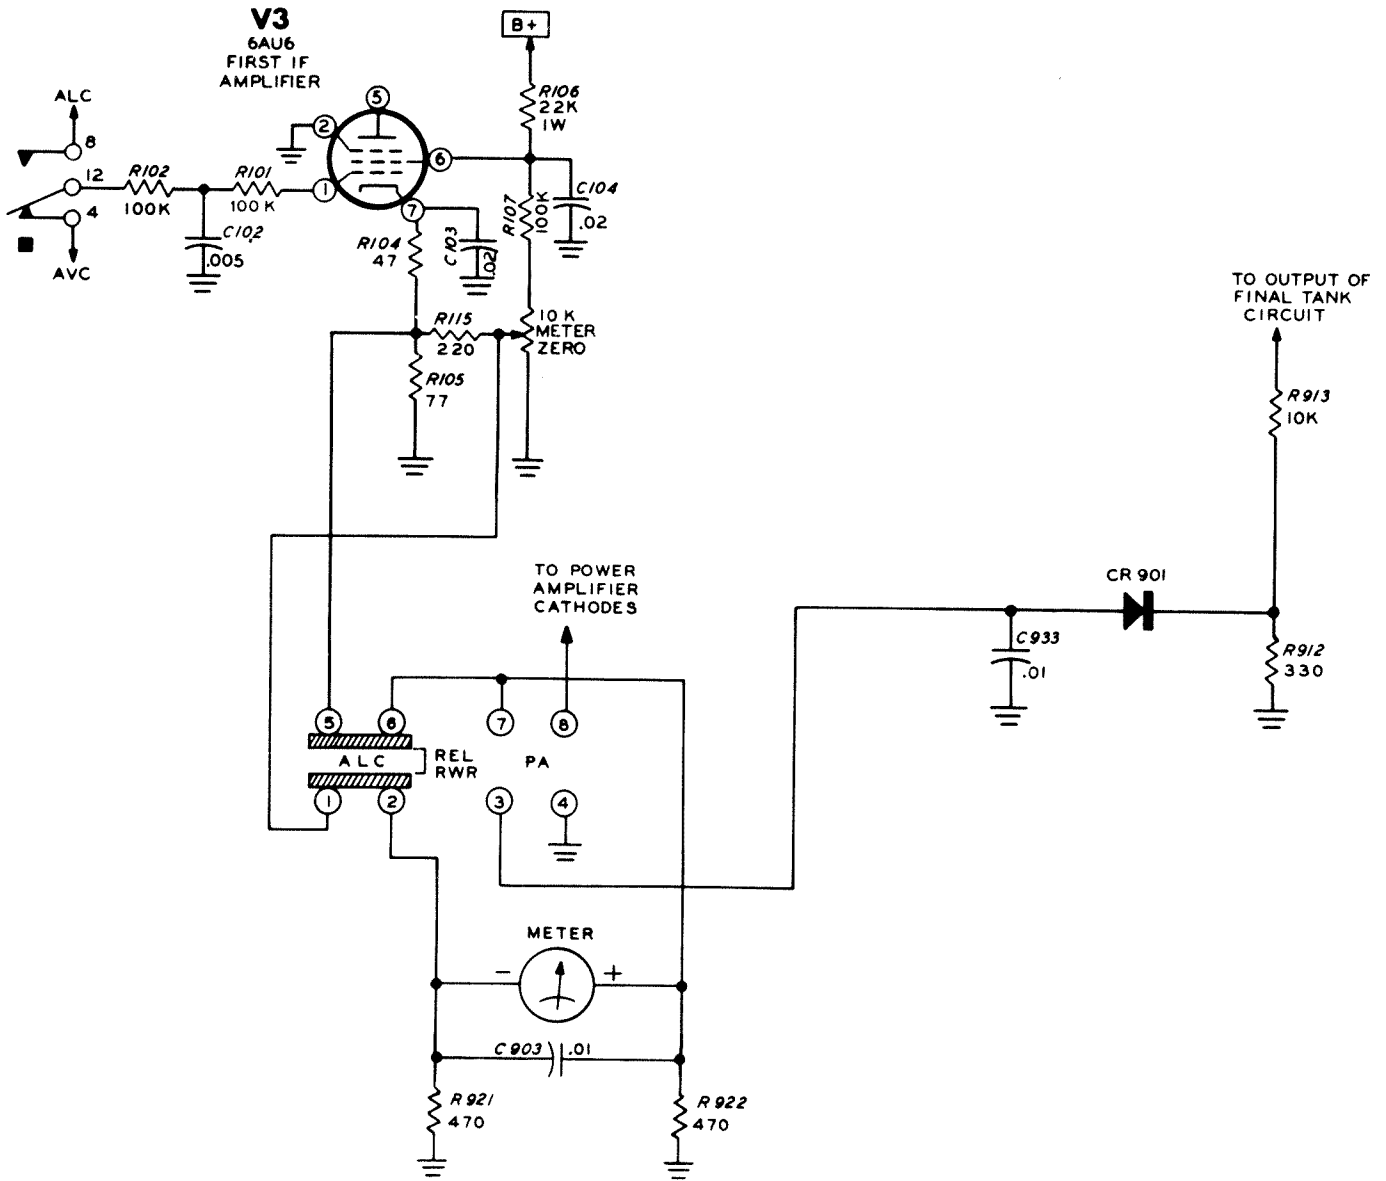 V3
6AU6
FIRST IF
AMPLIFIER
B+
ALC
8
12
4
AVC
R102
100K
R101
100K
C102
.005
1
2
5
6
7
R106
22K
1W
R107
100K
C104
.02
R104
47
C103
.02
R115
220
10K
METER
ZERO
R105
77
TO OUTPUT OF
FINAL TANK
CIRCUIT
R913
10K
CR 901
C933
.01
R912
330
TO POWER
AMPLIFIER
CATHODES
5
6
7
8
ALC
REL
RWR
PA
1
2
3
4
METER
-
+
C903
.01
R921
470
R922
470